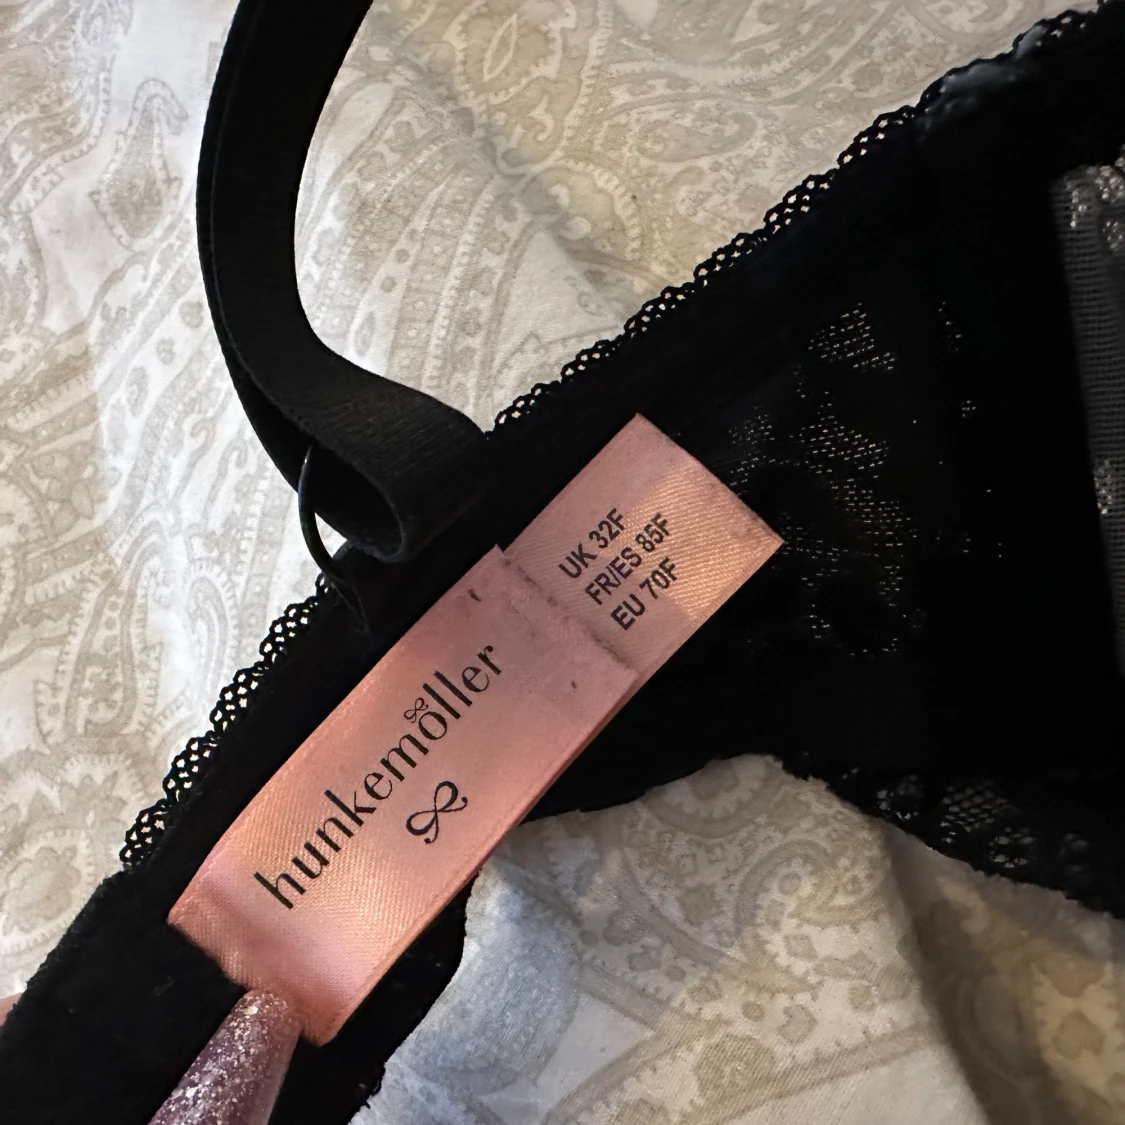 hunkemöller
UK 32F
FR/ES 85F
EU 70F